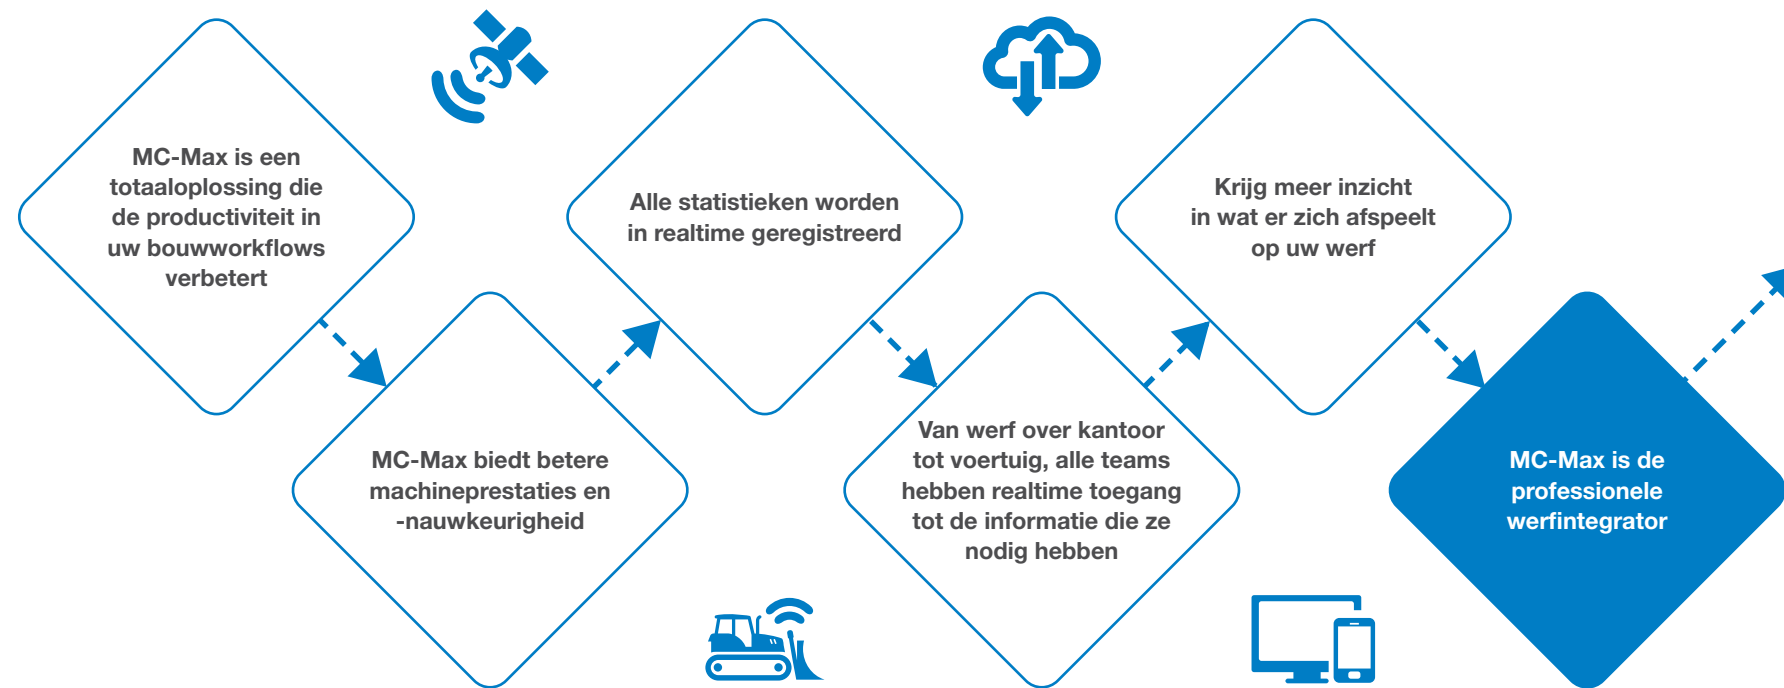 MC-Max is een
totaaloplossing die
de productiviteit in
uw bouwworkflows
verbetert
MC-Max biedt betere
machineprestaties en
-nauwkeurigheid
Alle statistieken worden
in realtime geregistreerd
Van werf over kantoor
tot voertuig, alle teams
hebben realtime toegang
tot de informatie die ze
nodig hebben
Krijg meer inzicht
in wat er zich afspeelt
op uw werf
MC-Max is de
professionele
werfintegrator